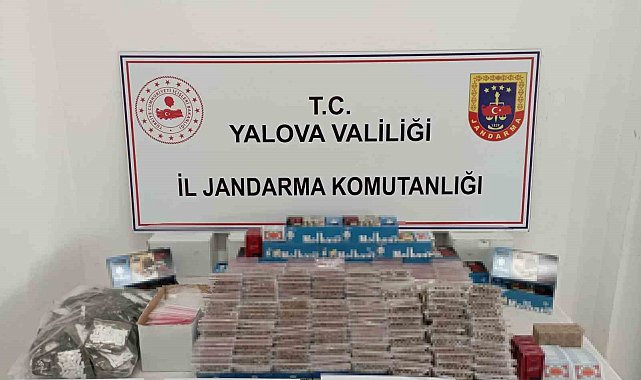 T.C.
YALOVA VALİLİĞİ
İL JANDARMA KOMUTANLIĞI
JANDARMA